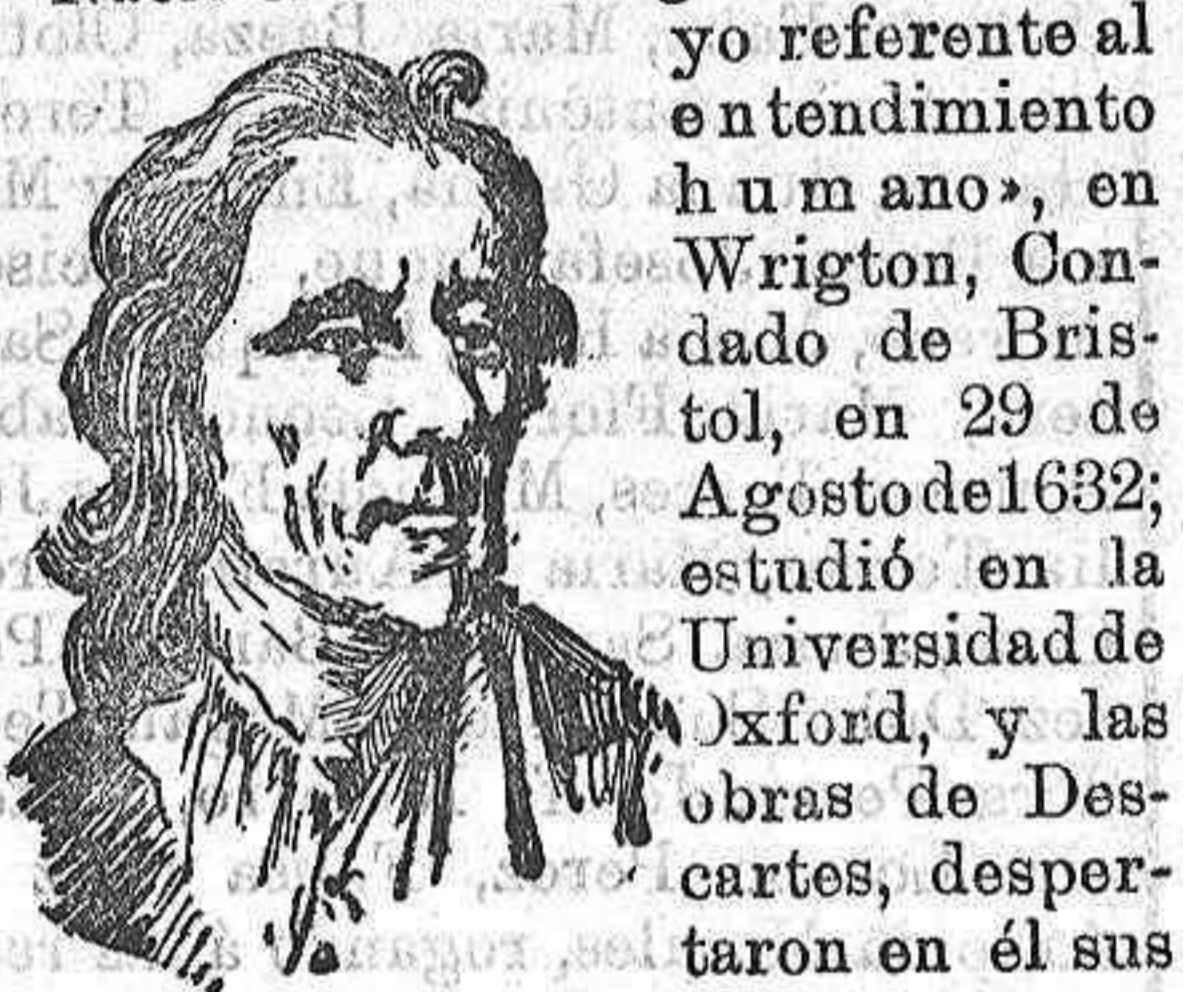 yo referente al
entendimiento
humano», en
Wrigton, Con-
dado de Bris-
tol, en 29 de
Agosto de 1632;
estudió en la
Universidad de
Oxford, y las
obras de Des-
cartes, desper-
taron en él sus